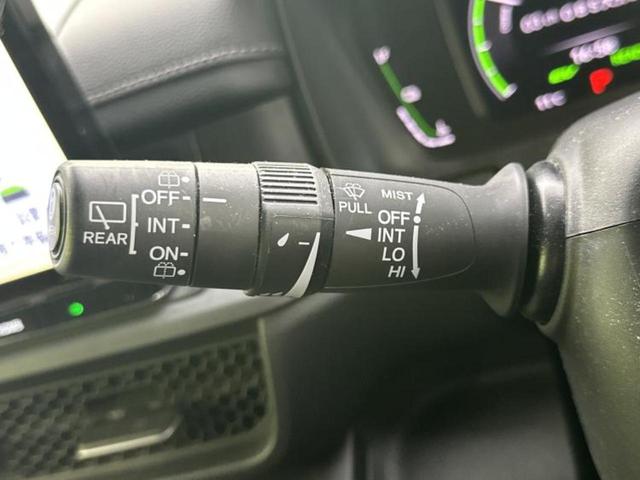 OFF
INT
ON
REAR
PULL
MIST
OFF
INT
LO
HI